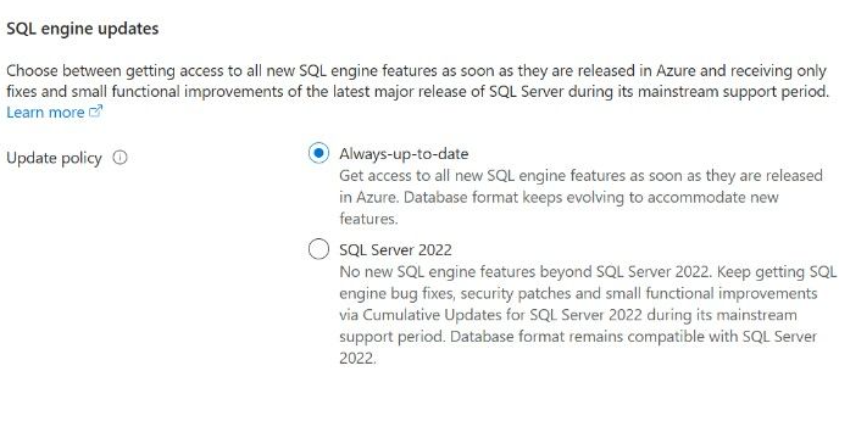 SQL engine updates
Choose between getting access to all new SQL engine features as soon as they are released in Azure and receiving only
fixes and small functional improvements of the latest major release of SQL Server during its mainstream support period.
Learn more
Update policy
Always-up-to-date
Get access to all new SQL engine features as soon as they are released
in Azure. Database format keeps evolving to accommodate new
features.
SQL Server 2022
No new SQL engine features beyond SQL Server 2022. Keep getting SQL
engine bug fixes, security patches and small functional improvements
via Cumulative Updates for SQL Server 2022 during its mainstream
support period. Database format remains compatible with SQL Server
2022.